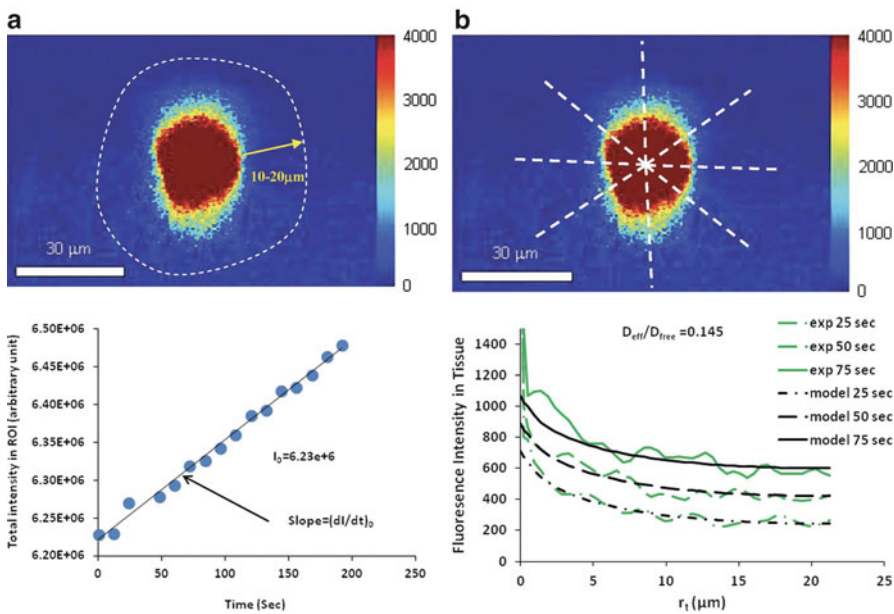 a
4000
3000
2000
1000
0
10-20μm
30 μm
b
4000
3000
2000
1000
0
30 μm
Total intensity in ROI (arbitrary unit)
6.50E+06
6.45E+06
6.40E+06
6.35E+06
6.30E+06
6.25E+06
6.20E+06
I0=6.23e+6
Slope=(dI/dt)0
0 50 100 150 200 250
Time (Sec)
Fluoresence Intensity in Tissue
1400
1200
1000
800
600
400
200
0
Deff/Dfree =0.145
exp 25 sec
exp 50 sec
exp 75 sec
model 25 sec
model 50 sec
model 75 sec
0 5 10 15 20 25
rt (μm)